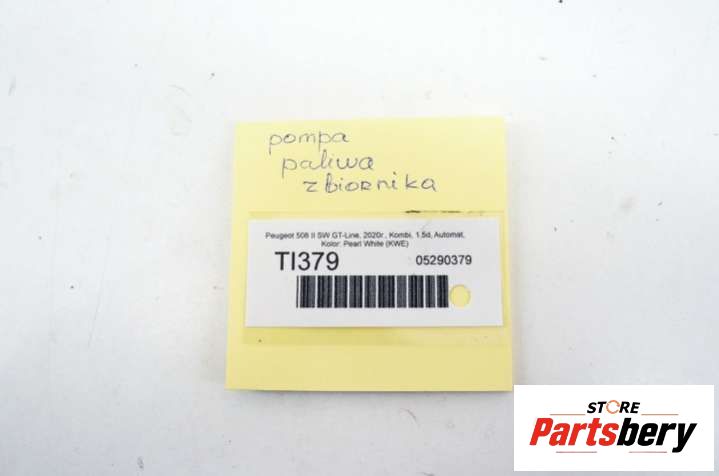 pompa
paliwa
zbiornika
Peugeot 508 II SW GT-Line, 2020r., Kombi, 1.5d, Automat,
Kolor: Pearl White (KWE)
TI379 05290379
STORE
Partsbery